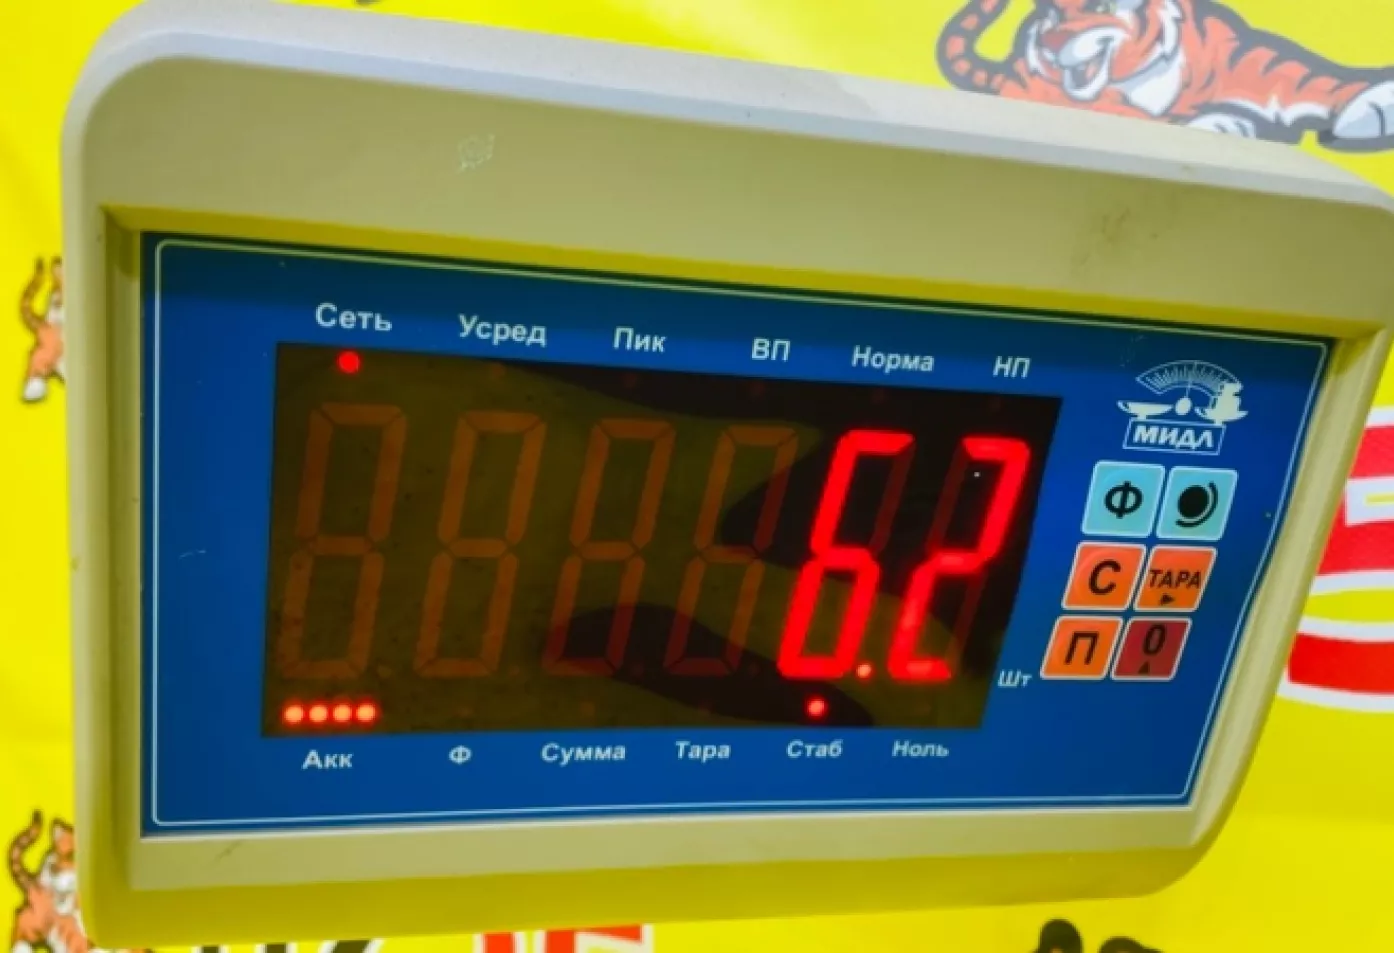 Сеть Усред Пик ВП Норма НП
6.2
Шт
Акк Ф Сумма Тара Стаб Ноль
МИДЛ
Ф
С ТАРА
П 0